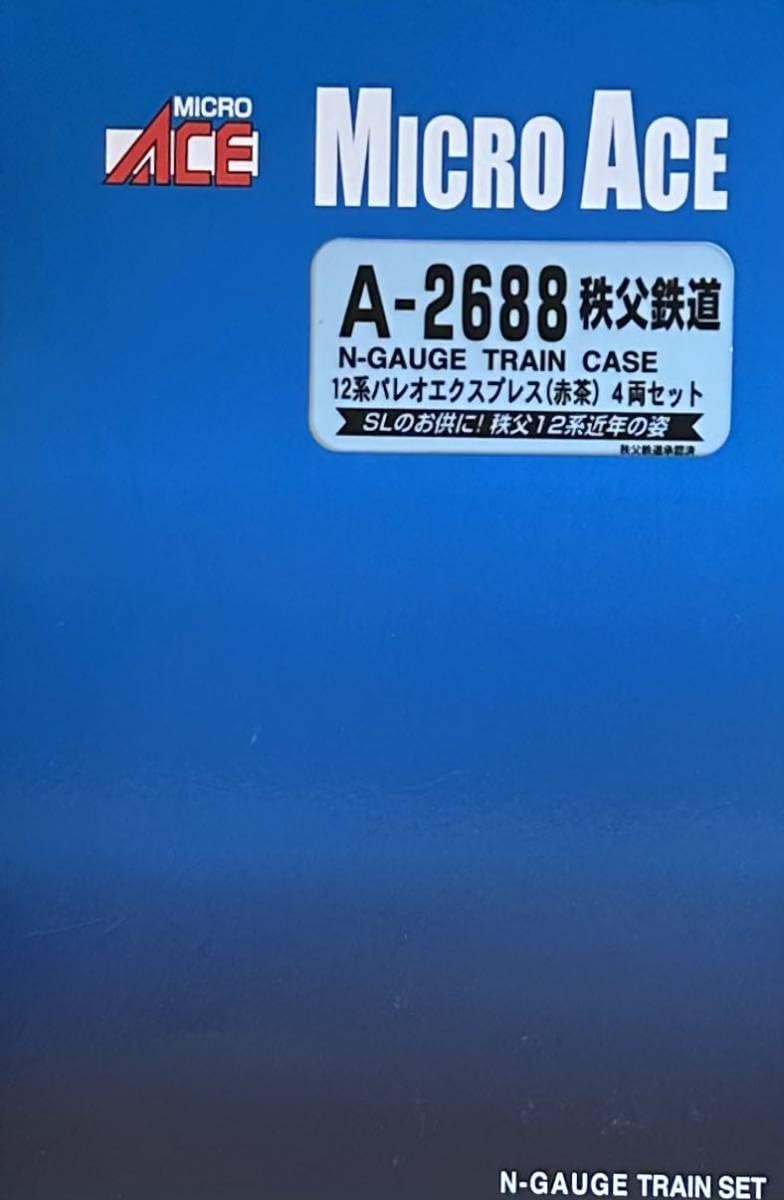 MICRO
ACE
MICRO ACE
A-2688 秩父鉄道
N-GAUGE TRAIN CASE
12系パレオエクスプレス(赤茶) 4両セット
SLのお供に! 秩父12系近年の姿
秩父鉄道承認済
N-GAUGE TRAIN SET